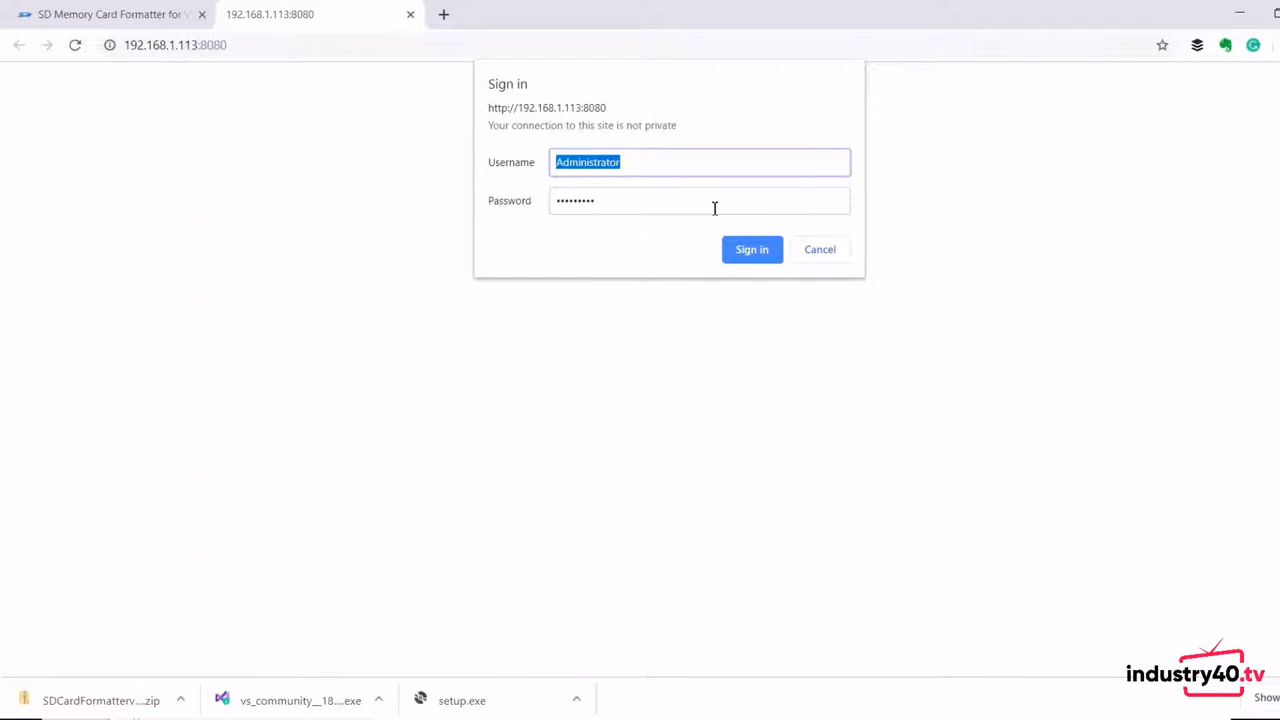 SD Memory Card Formatter for
192.168.1.113:8080
192.168.1.113:8080
Sign in
http://192.168.1.113:8080
Your connection to this site is not private
Username Administrator
Password •••••••••
Sign in Cancel
SDCardFormatterv....zip vs_community__18....exe setup.exe Show
industry40.tv